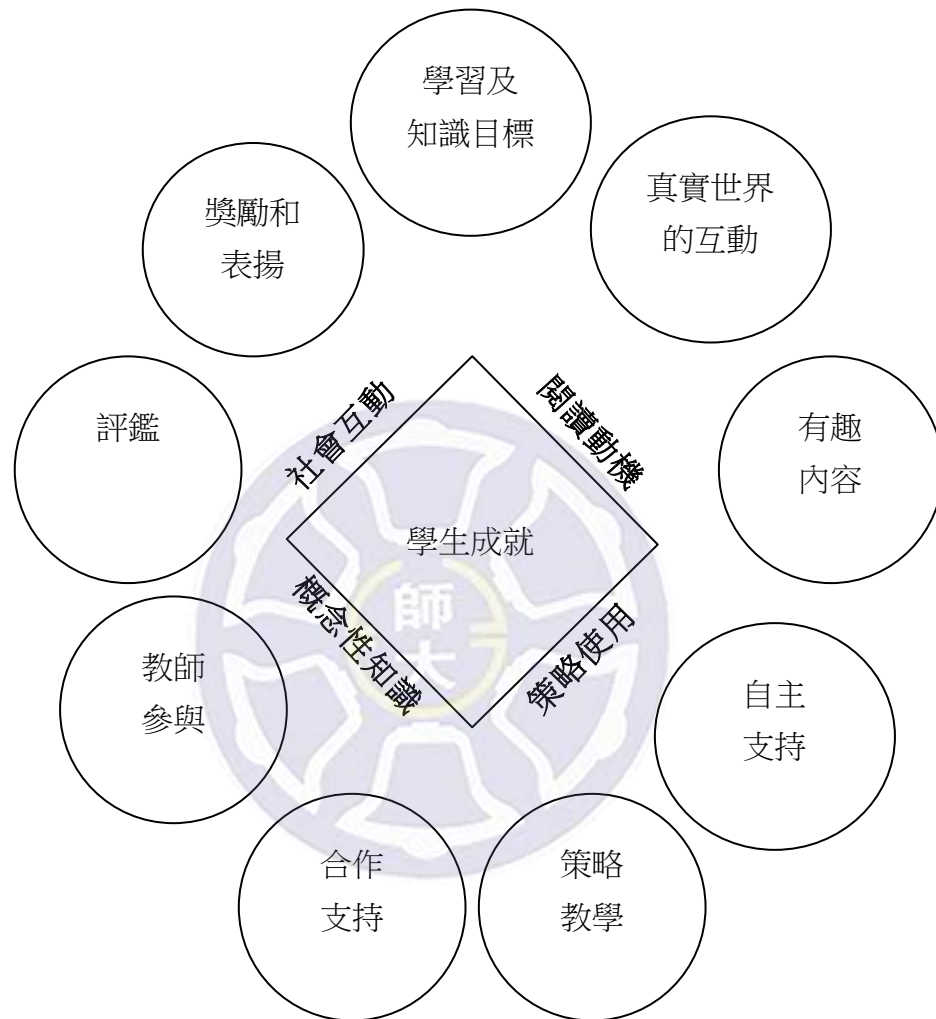 學習及
知識目標
真實世界
的互動
獎勵和
表揚
有趣
內容
評鑑
社會互動
閱讀動機
學生成就
概念性知識
策略使用
師
大
教師
參與
自主
支持
合作
支持
策略
教學